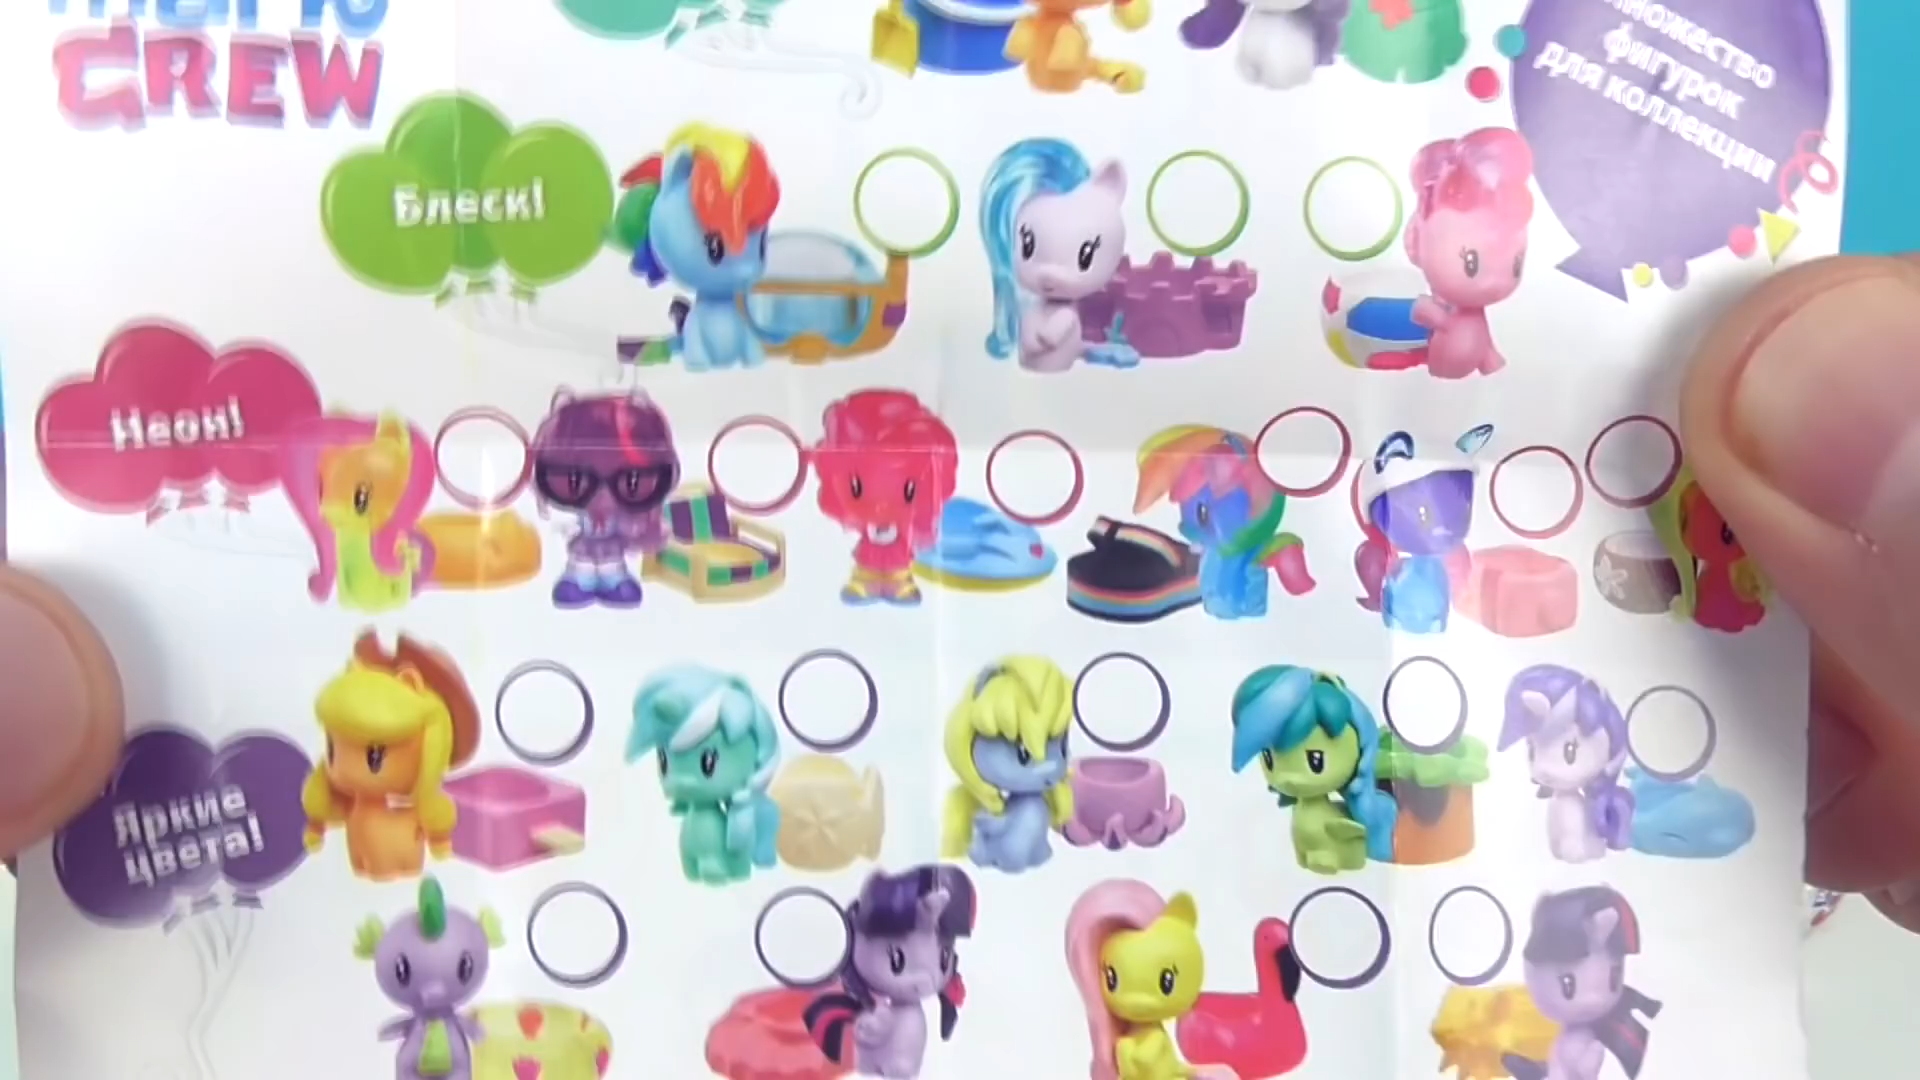 CREW
множество
фигурок
для коллекции
Блеск!
Неон!
Яркие
цвета!